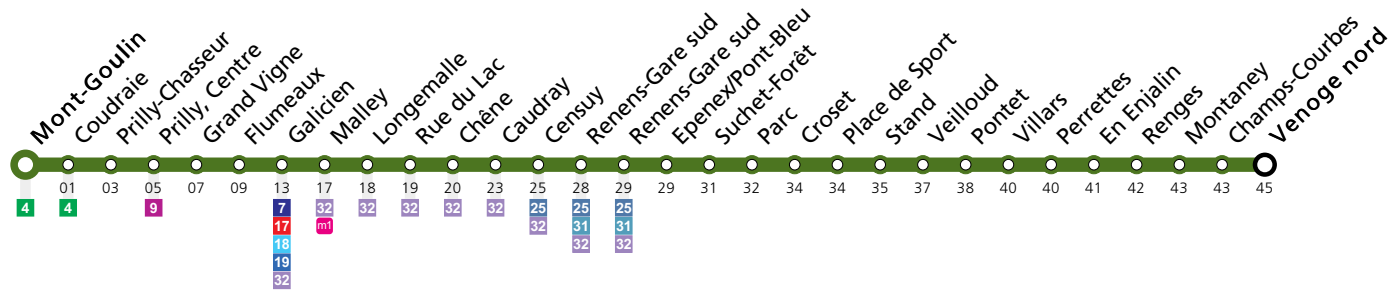 Mont-Goulin
Coudraie
Prilly-Chasseur
Prilly, Centre
Grand Vigne
Flumeaux
Galicien
Malley
Longemalle
Rue du Lac
Chêne
Caudray
Censuy
Renens-Gare sud
Renens-Gare sud
Epenex/Pont-Bleu
Suchet-Forêt
Parc
Croset
Place de Sport
Stand
Veilloud
Pontet
Villars
Perrettes
En Enjalin
Renges
Montaney
Champs-Courbes
Venoge nord
01 03 05 07 09 13 17 18 19 20 23 25 28 29 29 31 32 34 34 35 37 38 40 40 41 42 43 43 45
4 4 9 7 32 32 32 32 32 25 25 25
17 m1 32 31 31
18 32 32
19
32